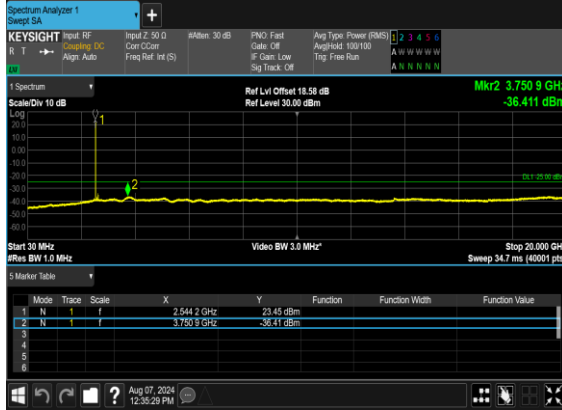 Spectrum Analyzer 1
Swept SA
+
KEYSIGHT Input: RF Input Z: 50 Ω #Atten: 30 dB PNO: Fast Avg Type: Power (RMS) 1 2 3 4 5 6
R T Coupling: DC Corr CCorr Gate: Off Avg|Hold: 100/100 A W W W W W
Align: Auto Freq Ref: Int (S) IF Gain: Low Trig: Free Run
Sig Track: Off A N N N N N
1 Spectrum Ref Lvl Offset 18.58 dB Mkr2 3.750 9 GHz
Scale/Div 10 dB Ref Level 30.00 dBm -36.411 dBm
Log
20.0
10.0
0.00
-10.0
-20.0
-30.0
-40.0
-50.0
-60.0
1
2
DL1 -25.00 dBm
Start 30 MHz Video BW 3.0 MHz* Stop 20.000 GHz
#Res BW 1.0 MHz Sweep 34.7 ms (40001 pts)
5 Marker Table
Mode Trace Scale X Y Function Function Width Function Value
1 N 1 f 2.544 2 GHz 23.45 dBm
2 N 1 f 3.750 9 GHz -36.41 dBm
3
4
5
6
? Aug 07, 2024
12:35:29 PM